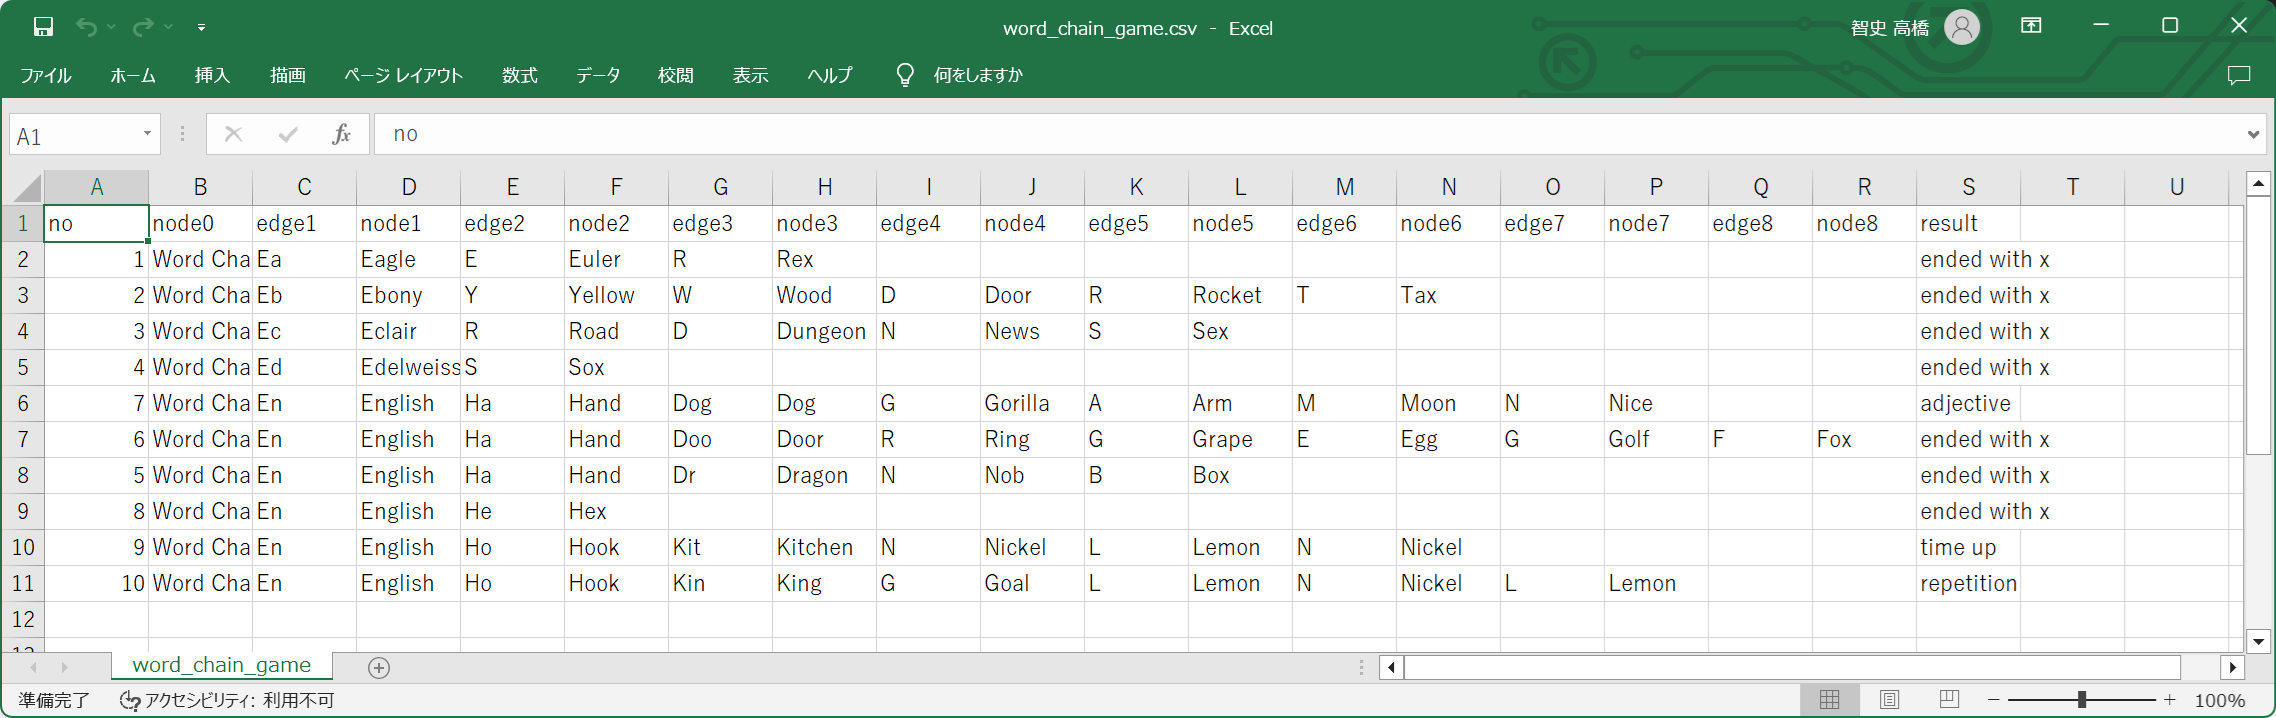 word_chain_game.csv - Excel
智史 高橋
ファイル ホーム 挿入 描画 ページ レイアウト 数式 データ 校閲 表示 ヘルプ 何をしますか
A1 fx no
A B C D E F G H I J K L M N O P Q R S T U
1 no node0 edge1 node1 edge2 node2 edge3 node3 edge4 node4 edge5 node5 edge6 node6 edge7 node7 edge8 node8 result
2 1 Word Cha Ea Eagle E Euler R Rex ended with x
3 2 Word Cha Eb Ebony Y Yellow W Wood D Door R Rocket T Tax ended with x
4 3 Word Cha Ec Eclair R Road D Dungeon N News S Sex ended with x
5 4 Word Cha Ed Edelweiss S Sox ended with x
6 7 Word Cha En English Ha Hand Dog Dog G Gorilla A Arm M Moon N Nice adjective
7 6 Word Cha En English Ha Hand Doo Door R Ring G Grape E Egg G Golf F Fox ended with x
8 5 Word Cha En English Ha Hand Dr Dragon N Nob B Box ended with x
9 8 Word Cha En English He Hex ended with x
10 9 Word Cha En English Ho Hook Kit Kitchen N Nickel L Lemon N Nickel time up
11 10 Word Cha En English Ho Hook Kin King G Goal L Lemon N Nickel L Lemon repetition
12
word_chain_game
準備完了 アクセシビリティ: 利用不可 100%